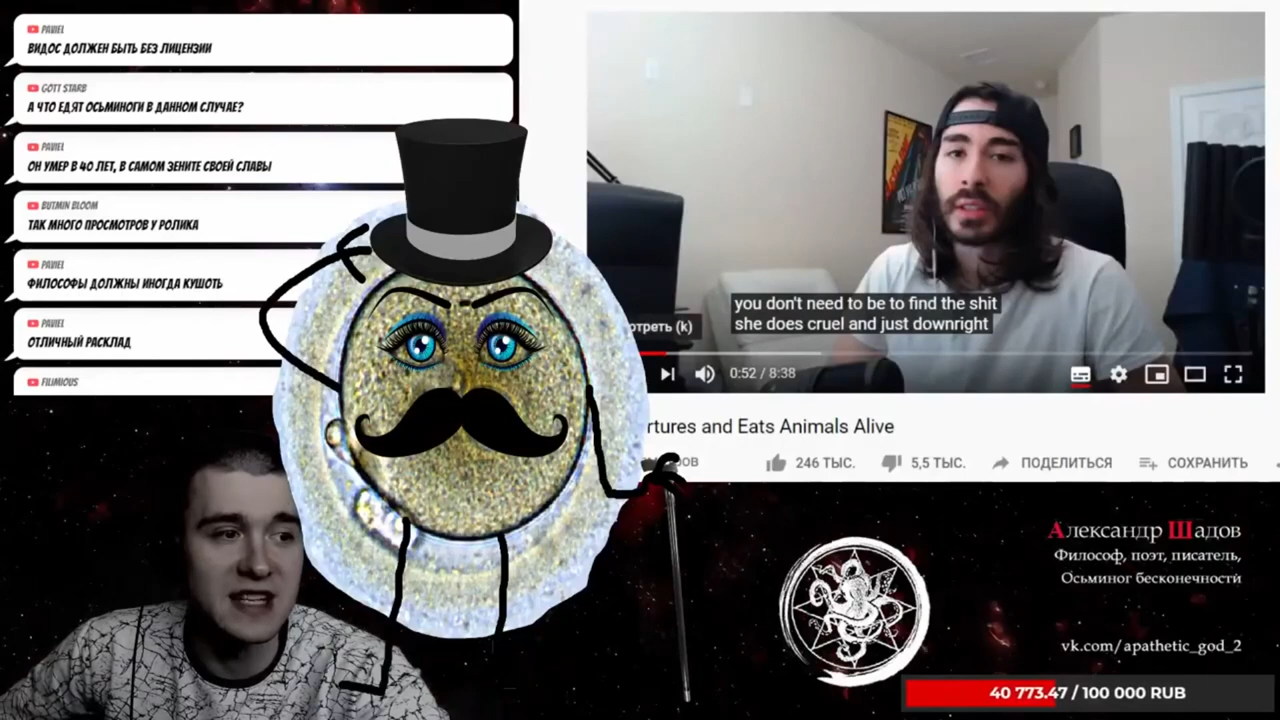 PAVIEL
ВИДОС ДОЛЖЕН БЫТЬ БЕЗ ЛИЦЕНЗИИ
GOTT STARB
А ЧТО ЕДЯТ ОСЬМИНОГИ В ДАННОМ СЛУЧАЕ?
PAVIEL
ОН УМЕР В 40 ЛЕТ, В САМОМ ЗЕНИТЕ СВОЕЙ СЛАВЫ
BUTMIN BLOOM
ТАК МНОГО ПРОСМОТРОВ У РОЛИКА
PAVIEL
ФИЛОСОФЫ ДОЛЖНЫ ИНОГДА КУШОТЬ
PAVIEL
ОТЛИЧНЫЙ РАСКЛАД
FILIMIOUS
you don't need to be to find the shit
she does cruel and just downright
отреть (k)
0:52 / 8:38
rtures and Eats Animals Alive
246 ТЫС.
5,5 ТЫС.
ПОДЕЛИТЬСЯ
СОХРАНИТЬ
Александр Шадов
Философ, поэт, писатель,
Осьминог бесконечности
vk.com/apathetic_god_2
40 773.47 / 100 000 RUB